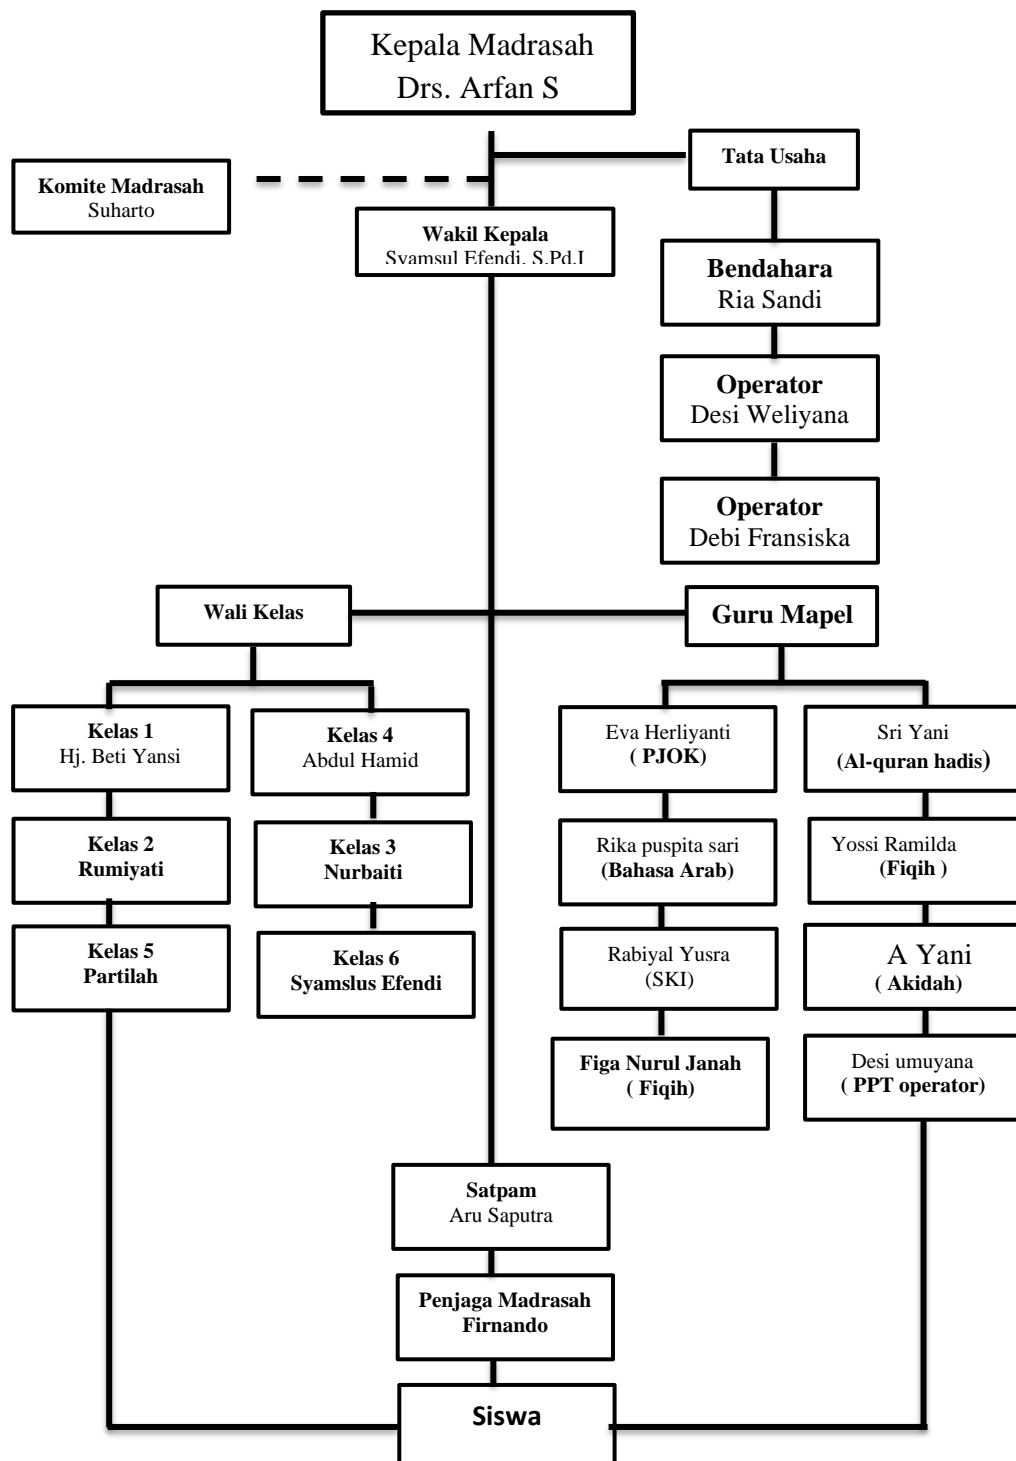 Kepala Madrasah
Drs. Arfan S
Tata Usaha
Komite Madrasah
Suharto
Wakil Kepala
Syamsul Efendi, S.Pd.I
Bendahara
Ria Sandi
Operator
Desi Weliyana
Operator
Debi Fransiska
Wali Kelas
Guru Mapel
Kelas 1
Hj. Beti Yansi
Kelas 4
Abdul Hamid
Eva Herliyanti
( PJOK)
Sri Yani
(Al-quran hadis)
Kelas 2
Rumiyati
Kelas 3
Nurbaiti
Rika puspita sari
(Bahasa Arab)
Yossi Ramilda
(Fiqih )
Kelas 5
Partilah
Kelas 6
Syamslus Efendi
Rabiyal Yusra
(SKI)
A Yani
( Akidah)
Figa Nurul Janah
( Fiqih)
Desi umuyana
( PPT operator)
Satpam
Aru Saputra
Penjaga Madrasah
Firnando
Siswa